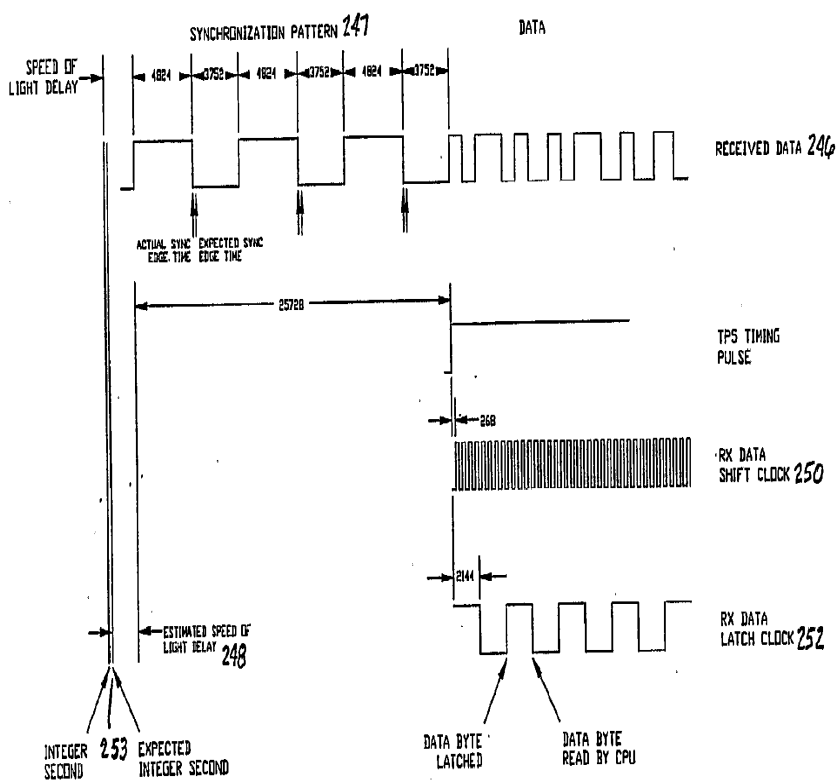 SYNCHRONIZATION PATTERN 247
DATA
SPEED OF
LIGHT DELAY
4824 3752 4824 3752 4824 3752
RECEIVED DATA 246
ACTUAL SYNC EXPECTED SYNC
EDGE TIME EDGE TIME
25728
TP5 TIMING
PULSE
268
RX DATA
SHIFT CLOCK 250
2144
ESTIMATED SPEED OF
LIGHT DELAY 248
RX DATA
LATCH CLOCK 252
INTEGER 253 EXPECTED
SECOND INTEGER SECOND
DATA BYTE
LATCHED
DATA BYTE
READ BY CPU